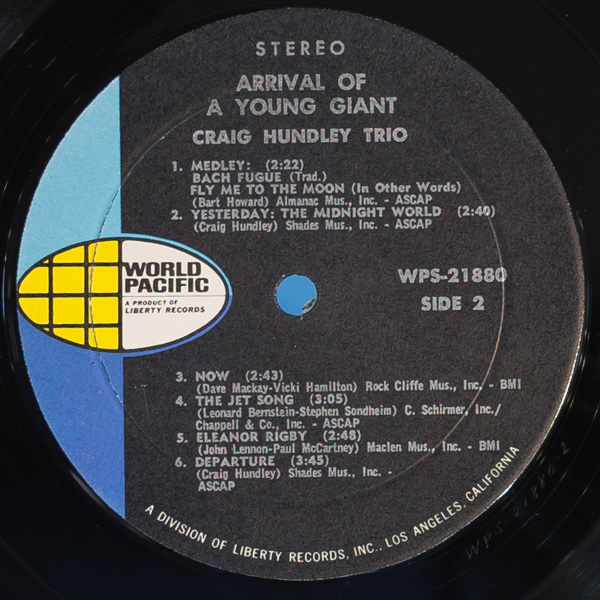 STEREO
ARRIVAL OF
A YOUNG GIANT
CRAIG HUNDLEY TRIO
1. MEDLEY: (2:22)
BACH FUGUE (Trad.)
FLY ME TO THE MOON (In Other Words)
(Bart Howard) Almanac Mus., Inc. - ASCAP
2. YESTERDAY: THE MIDNIGHT WORLD (2:40)
(Craig Hundley) Shades Mus., Inc. - ASCAP
WORLD
PACIFIC
A PRODUCT OF
LIBERTY RECORDS
WPS-21880
SIDE 2
3. NOW (2:43)
(Dave Mackay-Vicki Hamilton) Rock Cliffe Mus., Inc. - BMI
4. THE JET SONG (3:05)
(Leonard Bernstein-Stephen Sondheim) C. Schirmer, Inc./
Chappell & Co., Inc. - ASCAP
5. ELEANOR RIGBY (2:48)
(John Lennon-Paul McCartney) Maclen Mus., Inc. - BMI
6. DEPARTURE (3:45)
(Craig Hundley) Shades Mus., Inc. -
ASCAP
A DIVISION OF LIBERTY RECORDS, INC., LOS ANGELES, CALIFORNIA
WPS-21880-2